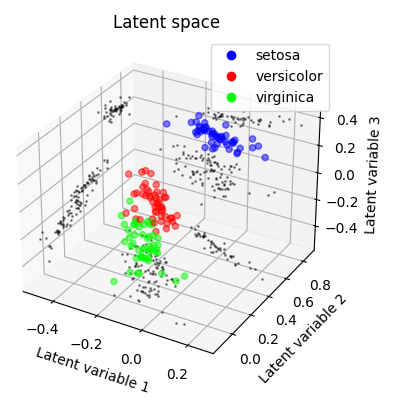 Latent space
setosa
versicolor
virginica
0.4
0.2
0.0
−0.2
−0.4
Latent variable 3
0.8
0.6
0.4
0.2
0.0
Latent variable 2
−0.4
−0.2
0.0
0.2
Latent variable 1